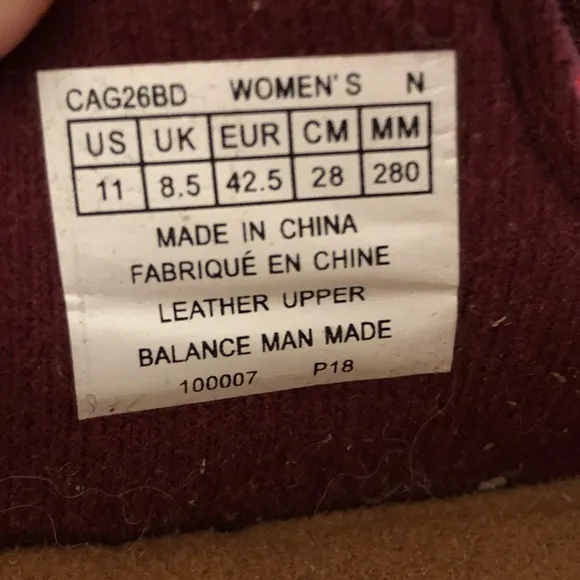 CAG26BD WOMEN'S N
US UK EUR CM MM
11 8.5 42.5 28 280
MADE IN CHINA
FABRIQUÉ EN CHINE
LEATHER UPPER
BALANCE MAN MADE
100007 P18